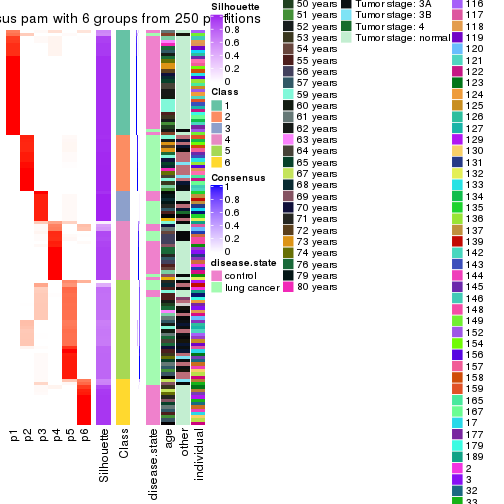 sus pam with 6 groups from 250 partitions
Silhouette
1
0.8
0.6
0.4
0.2
0
Class
1
2
3
4
5
6
Consensus
1
0.8
0.6
0.4
0.2
0
disease.state
control
lung cancer
p1
p2
p3
p4
p5
p6
Silhouette
Class
disease.state
age
other
individual
50 years
51 years
52 years
53 years
54 years
55 years
56 years
57 years
59 years
60 years
61 years
62 years
63 years
64 years
65 years
67 years
68 years
69 years
70 years
71 years
72 years
73 years
74 years
76 years
79 years
80 years
Tumor stage: 3A
Tumor stage: 3B
Tumor stage: 4
Tumor stage: normal
116
117
118
119
120
121
122
123
124
125
126
127
129
130
131
132
133
134
135
136
137
139
142
143
144
145
146
148
149
152
154
156
157
158
159
165
167
17
177
179
189
2
3
32
33